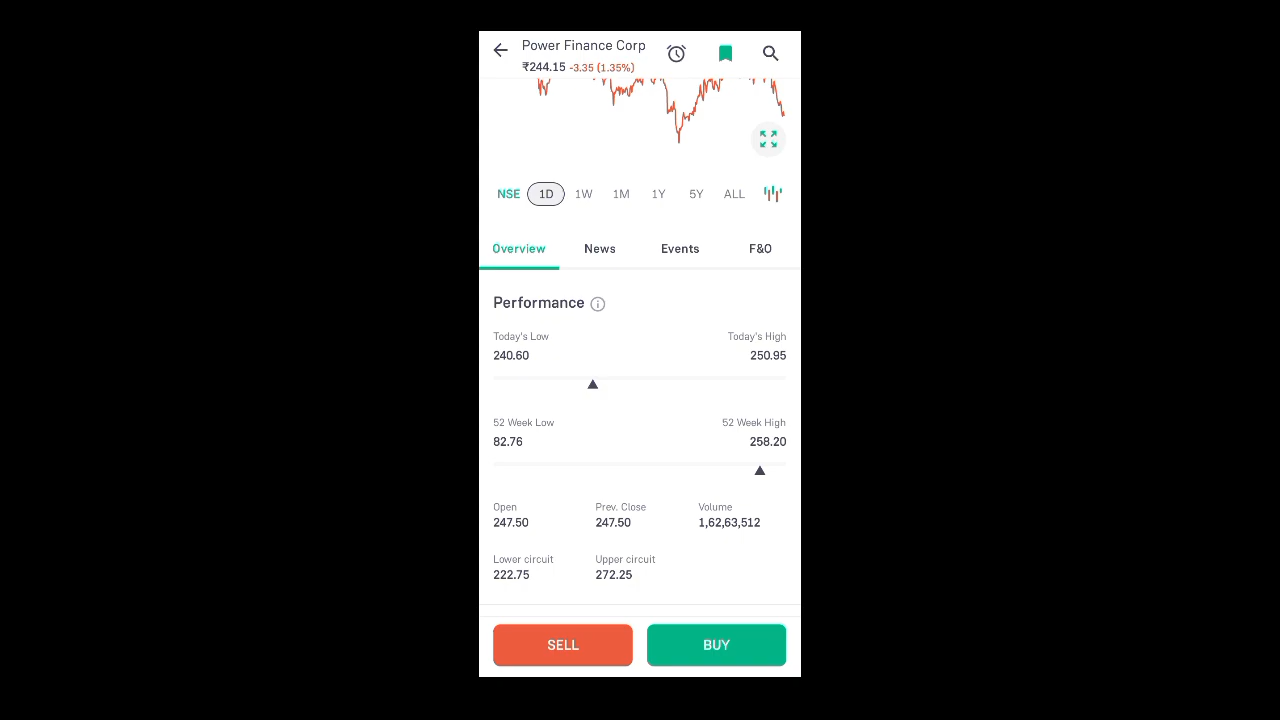 Power Finance Corp
₹244.15 -3.35 (1.35%)
NSE 1D 1W 1M 1Y 5Y ALL
Overview News Events F&O
Performance
Today's Low Today's High
240.60 250.95
52 Week Low 52 Week High
82.76 258.20
Open Prev. Close Volume
247.50 247.50 1,62,63,512
Lower circuit Upper circuit
222.75 272.25
SELL BUY